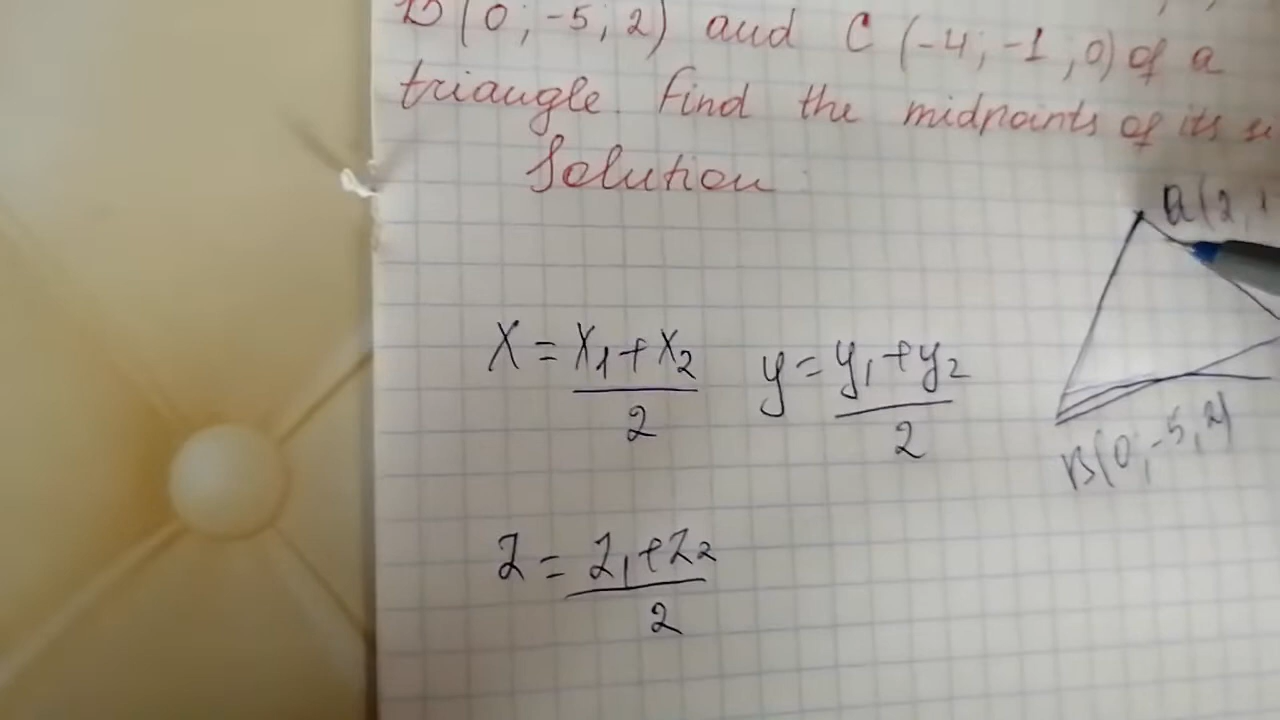 B(0, -5, 2) and C (-4, -1, 0) of a
triangle. Find the midpoints of its
Solution
A(2,
X = X1 + X2 / 2 y = y1 + y2 / 2
B(0, -5, 2)
Z = Z1 + Z2 / 2